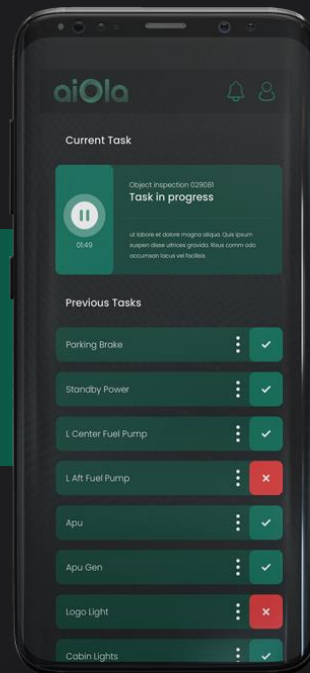 aiOla
Current Task
Object inspection 029081
Task in progress
01:49
ut labore et dolore magna aliqua. Quis ipsum
suspen disse ultrices gravida. Risus comm odo
accumsan lacus vel facilisis.
Previous Tasks
Parking Brake
Standby Power
L Center Fuel Pump
L Aft Fuel Pump
Apu
Apu Gen
Logo Light
Cabin Lights